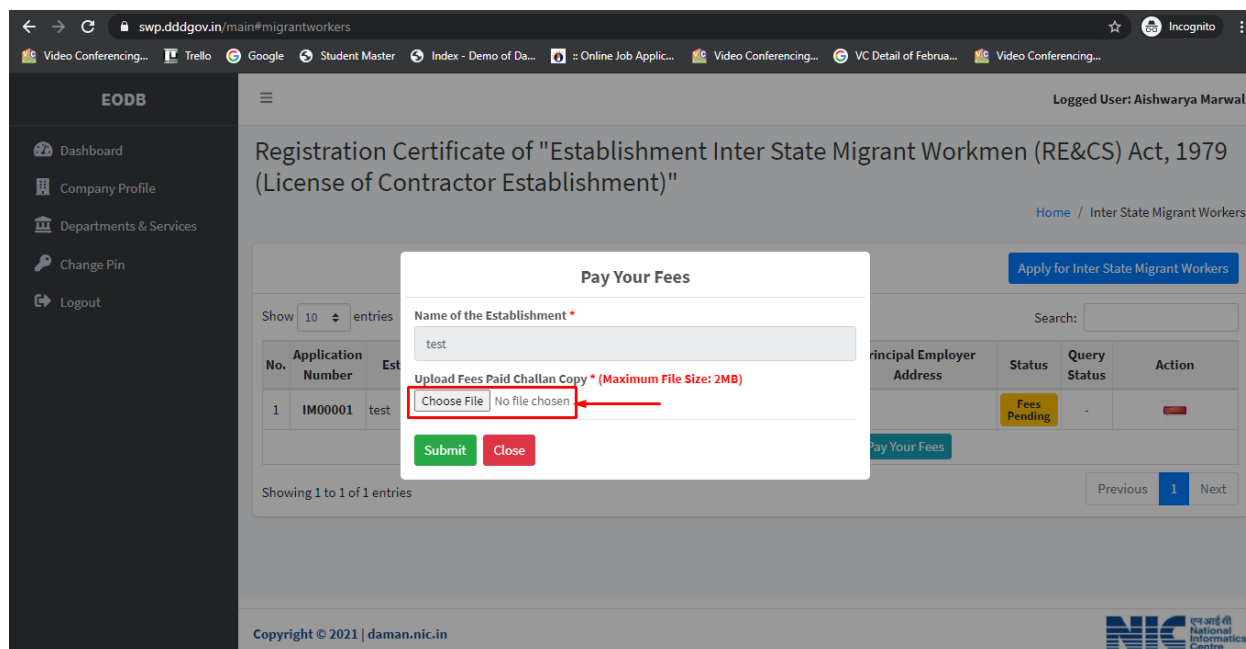 swp.dddgov.in/main#migrantworkers
Incognito
Video Conferencing... Trello Google Student Master Index - Demo of Da... :: Online Job Applic... Video Conferencing... VC Detail of Februa... Video Conferencing...
EODB
Logged User: Aishwarya Marwal
Dashboard
Company Profile
Departments & Services
Change Pin
Logout
Registration Certificate of "Establishment Inter State Migrant Workmen (RE&CS) Act, 1979
(License of Contractor Establishment)"
Home / Inter State Migrant Workers
Apply for Inter State Migrant Workers
Show 10 entries
Search:
No. Application Number Est rincipal Employer Address Status Query Status Action
1 IM00001 test Fees Pending -
Pay Your Fees
Showing 1 to 1 of 1 entries
Previous 1 Next
Pay Your Fees
Name of the Establishment *
test
Upload Fees Paid Challan Copy * (Maximum File Size: 2MB)
Choose File No file chosen
Submit Close
Copyright © 2021 | daman.nic.in
NIC
एन आई सी
National
Informatics
Centre